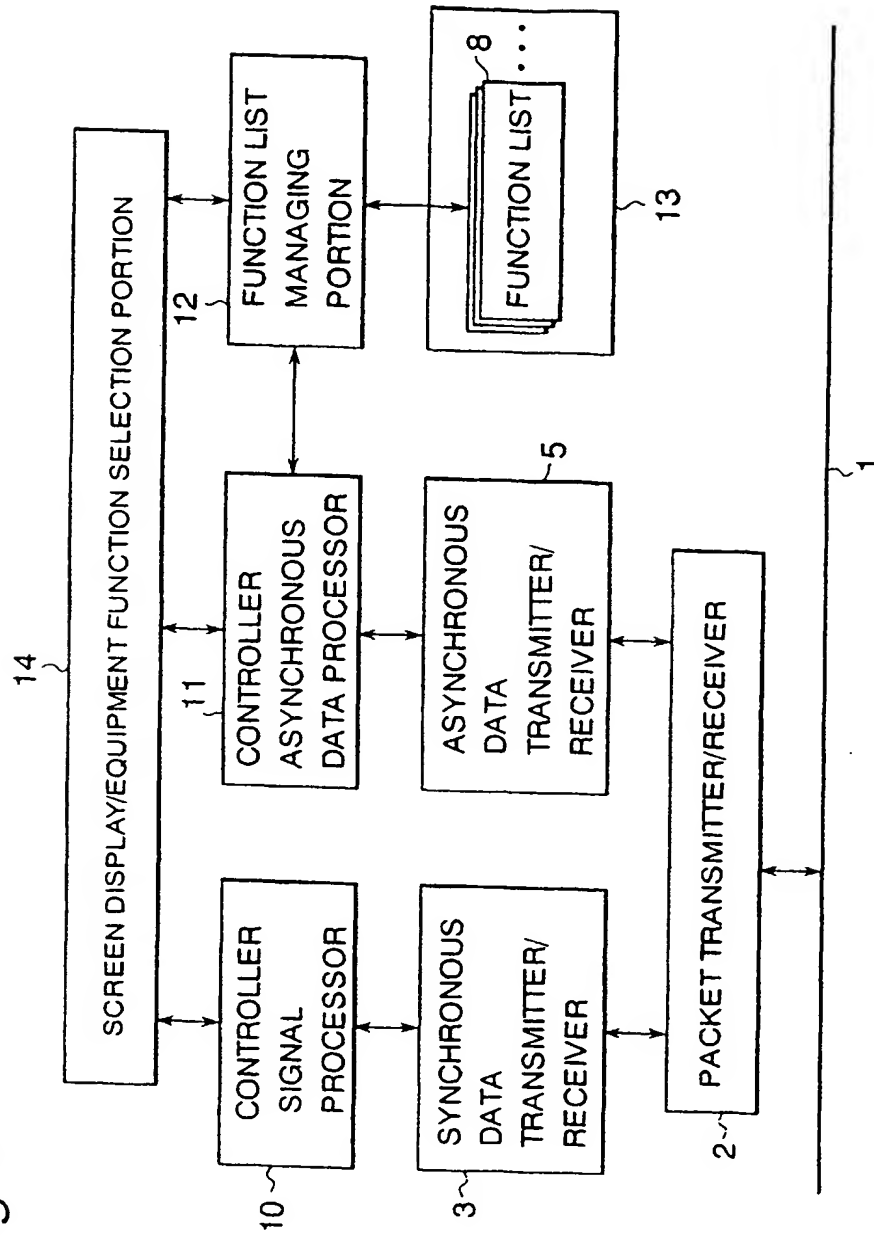 14
SCREEN DISPLAY/EQUIPMENT FUNCTION SELECTION PORTION
10
CONTROLLER
SIGNAL
PROCESSOR
11
CONTROLLER
ASYNCHRONOUS
DATA PROCESSOR
12
FUNCTION LIST
MANAGING
PORTION
3
SYNCHRONOUS
DATA
TRANSMITTER/
RECEIVER
5
ASYNCHRONOUS
DATA
TRANSMITTER/
RECEIVER
8
FUNCTION LIST
...
13
2
PACKET TRANSMITTER/RECEIVER
1